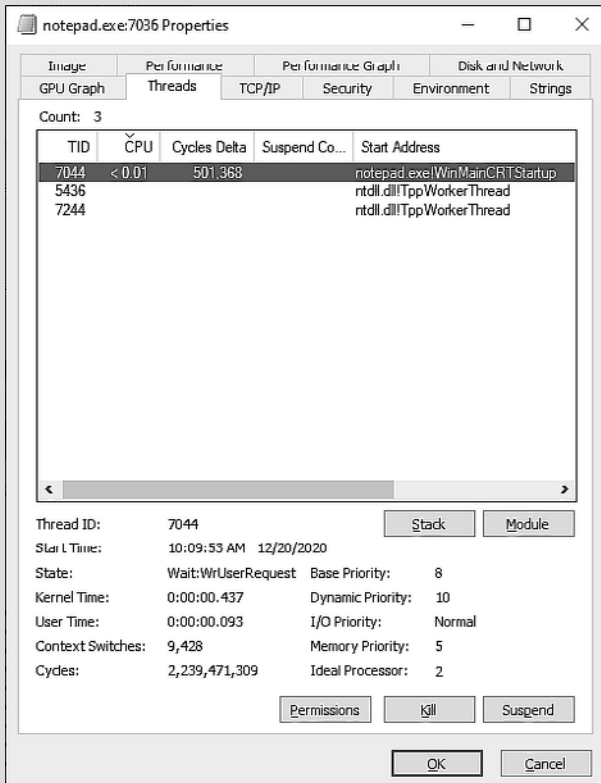 notepad.exe:7036 Properties
Image Performance Performance Graph Disk and Network
GPU Graph Threads TCP/IP Security Environment Strings
Count: 3
TID CPU Cycles Delta Suspend Co... Start Address
7044 < 0.01 501,368 notepad.exe!WinMainCRTStartup
5436 ntdll.dll!TppWorkerThread
7244 ntdll.dll!TppWorkerThread
Thread ID: 7044 Stack Module
Start Time: 10:09:53 AM 12/20/2020
State: Wait:WrUserRequest Base Priority: 8
Kernel Time: 0:00:00.437 Dynamic Priority: 10
User Time: 0:00:00.093 I/O Priority: Normal
Context Switches: 9,428 Memory Priority: 5
Cycles: 2,239,471,309 Ideal Processor: 2
Permissions Kill Suspend
OK Cancel